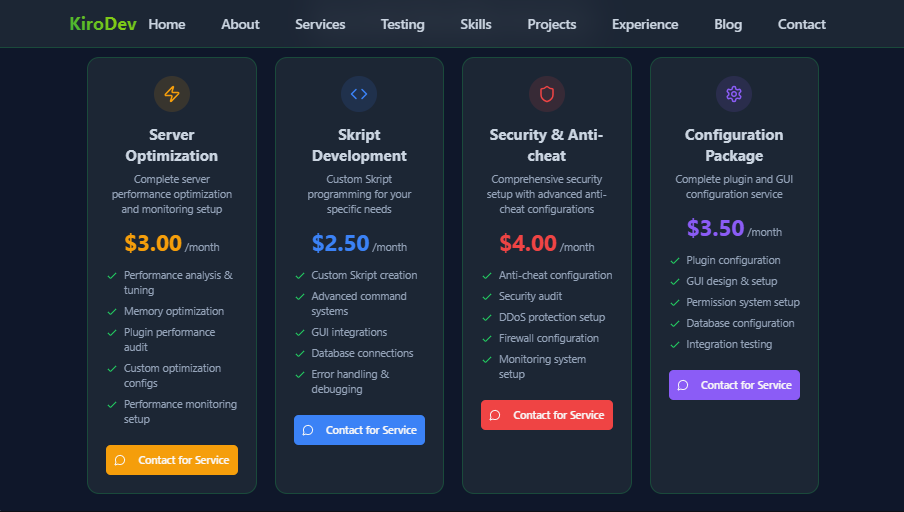 KiroDev Home About Services Testing Skills Projects Experience Blog Contact
Server
Optimization
Complete server
performance optimization
and monitoring setup
$3.00 /month
Performance analysis &
tuning
Memory optimization
Plugin performance
audit
Custom optimization
configs
Performance monitoring
setup
Contact for Service
Skript
Development
Custom Skript
programming for your
specific needs
$2.50 /month
Custom Skript creation
Advanced command
systems
GUI integrations
Database connections
Error handling &
debugging
Contact for Service
Security & Anti-
cheat
Comprehensive security
setup with advanced anti-
cheat configurations
$4.00 /month
Anti-cheat configuration
Security audit
DDoS protection setup
Firewall configuration
Monitoring system
setup
Contact for Service
Configuration
Package
Complete plugin and GUI
configuration service
$3.50 /month
Plugin configuration
GUI design & setup
Permission system setup
Database configuration
Integration testing
Contact for Service